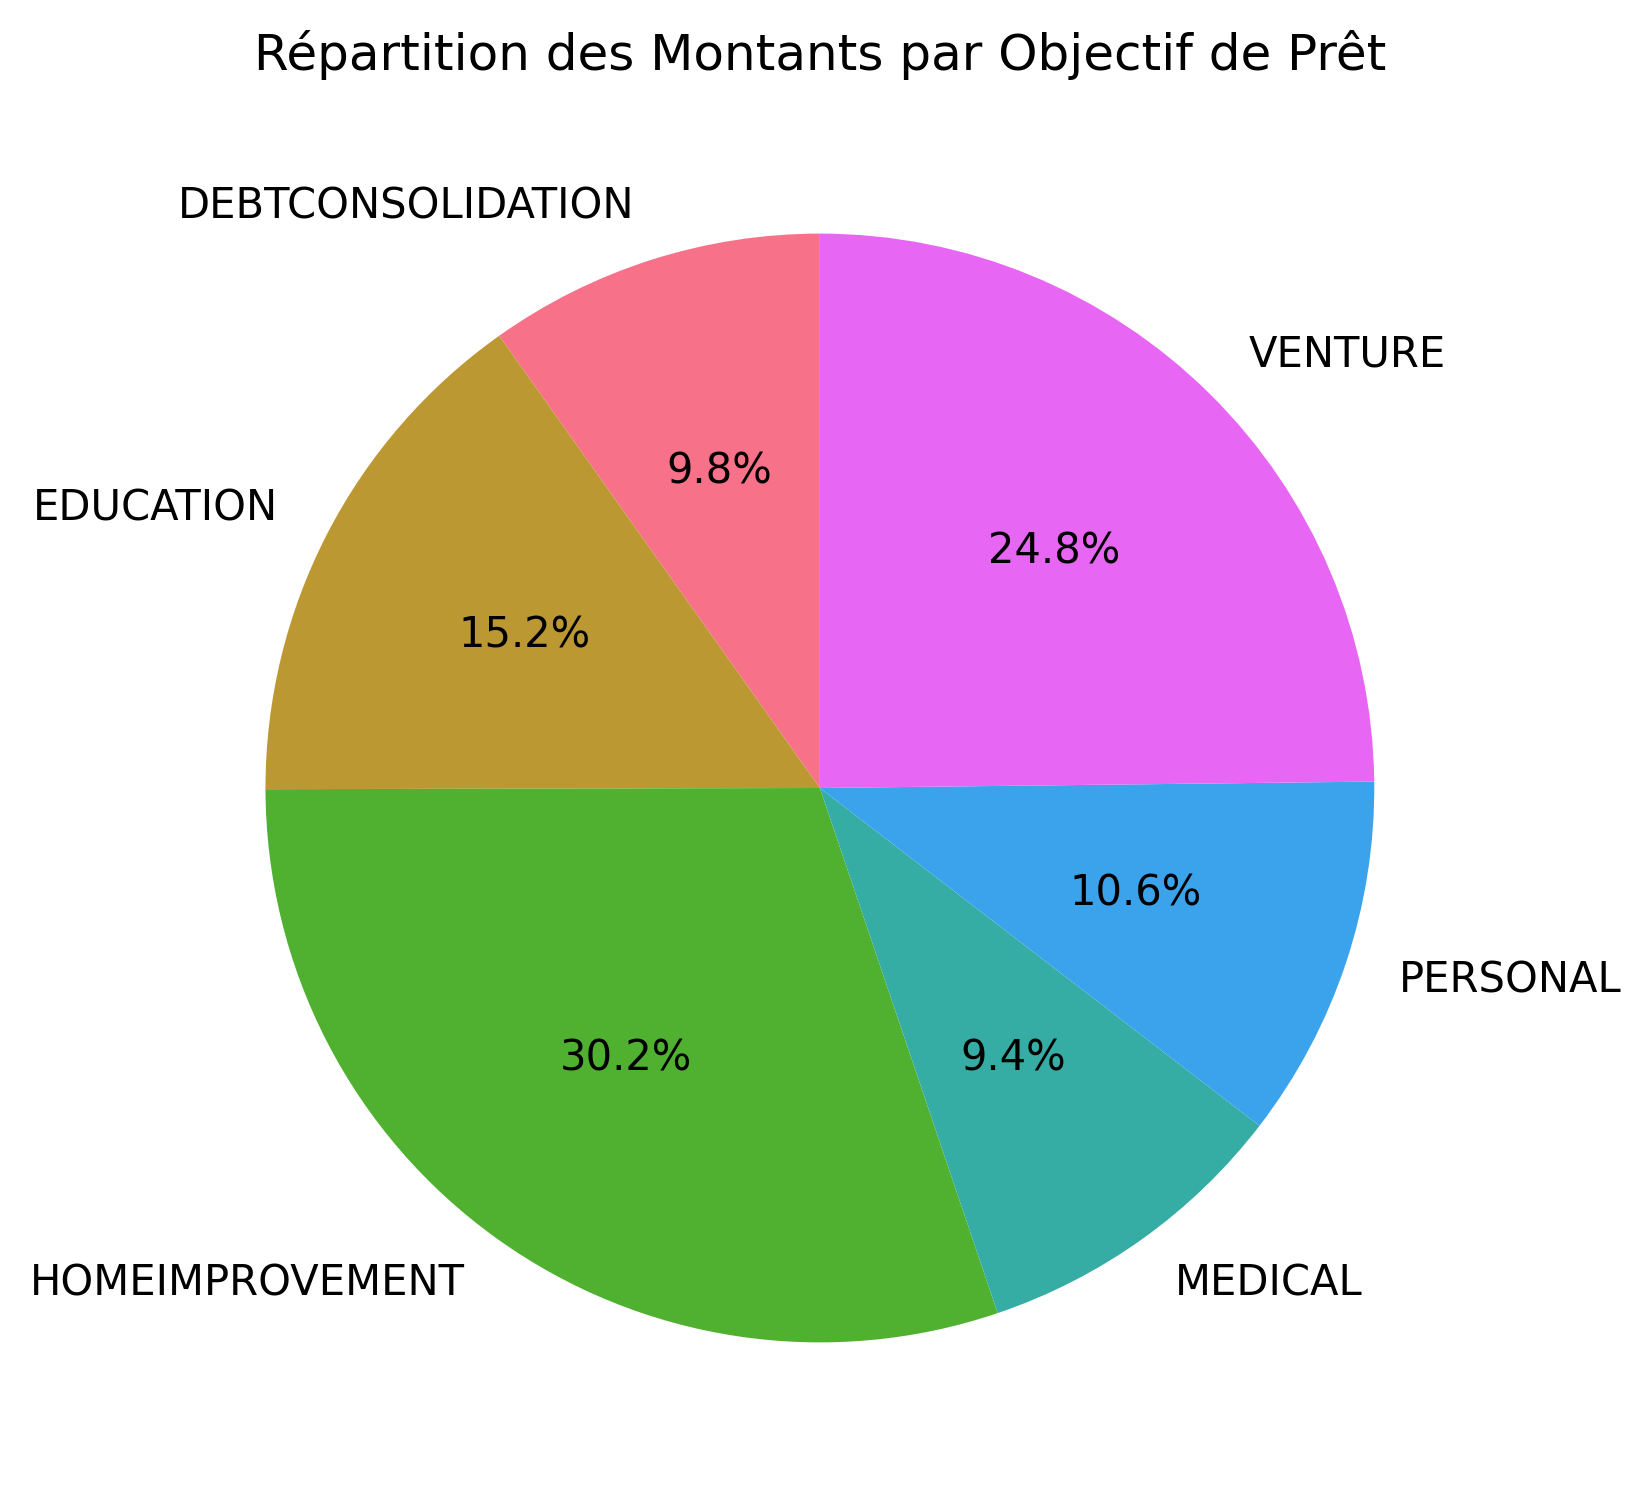 Répartition des Montants par Objectif de Prêt
DEBTCONSOLIDATION
VENTURE
9.8%
EDUCATION
24.8%
15.2%
10.6%
PERSONAL
30.2%
9.4%
HOMEIMPROVEMENT
MEDICAL